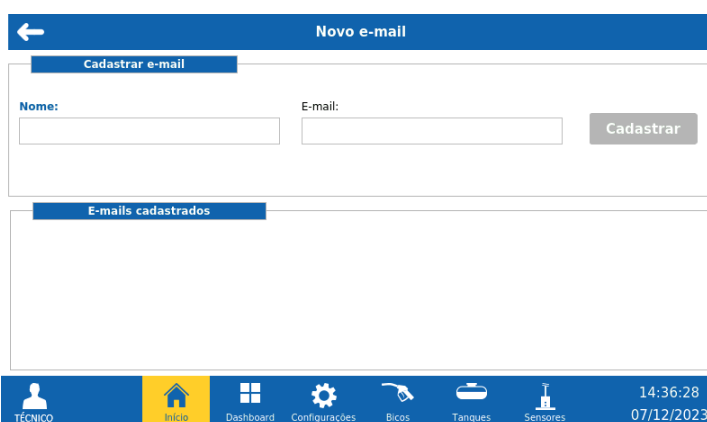 Novo e-mail
Cadastrar e-mail
Nome:
E-mail:
Cadastrar
E-mails cadastrados
TÉCNICO
Início
Dashboard
Configurações
Bicos
Tanques
Sensores
14:36:28
07/12/2023